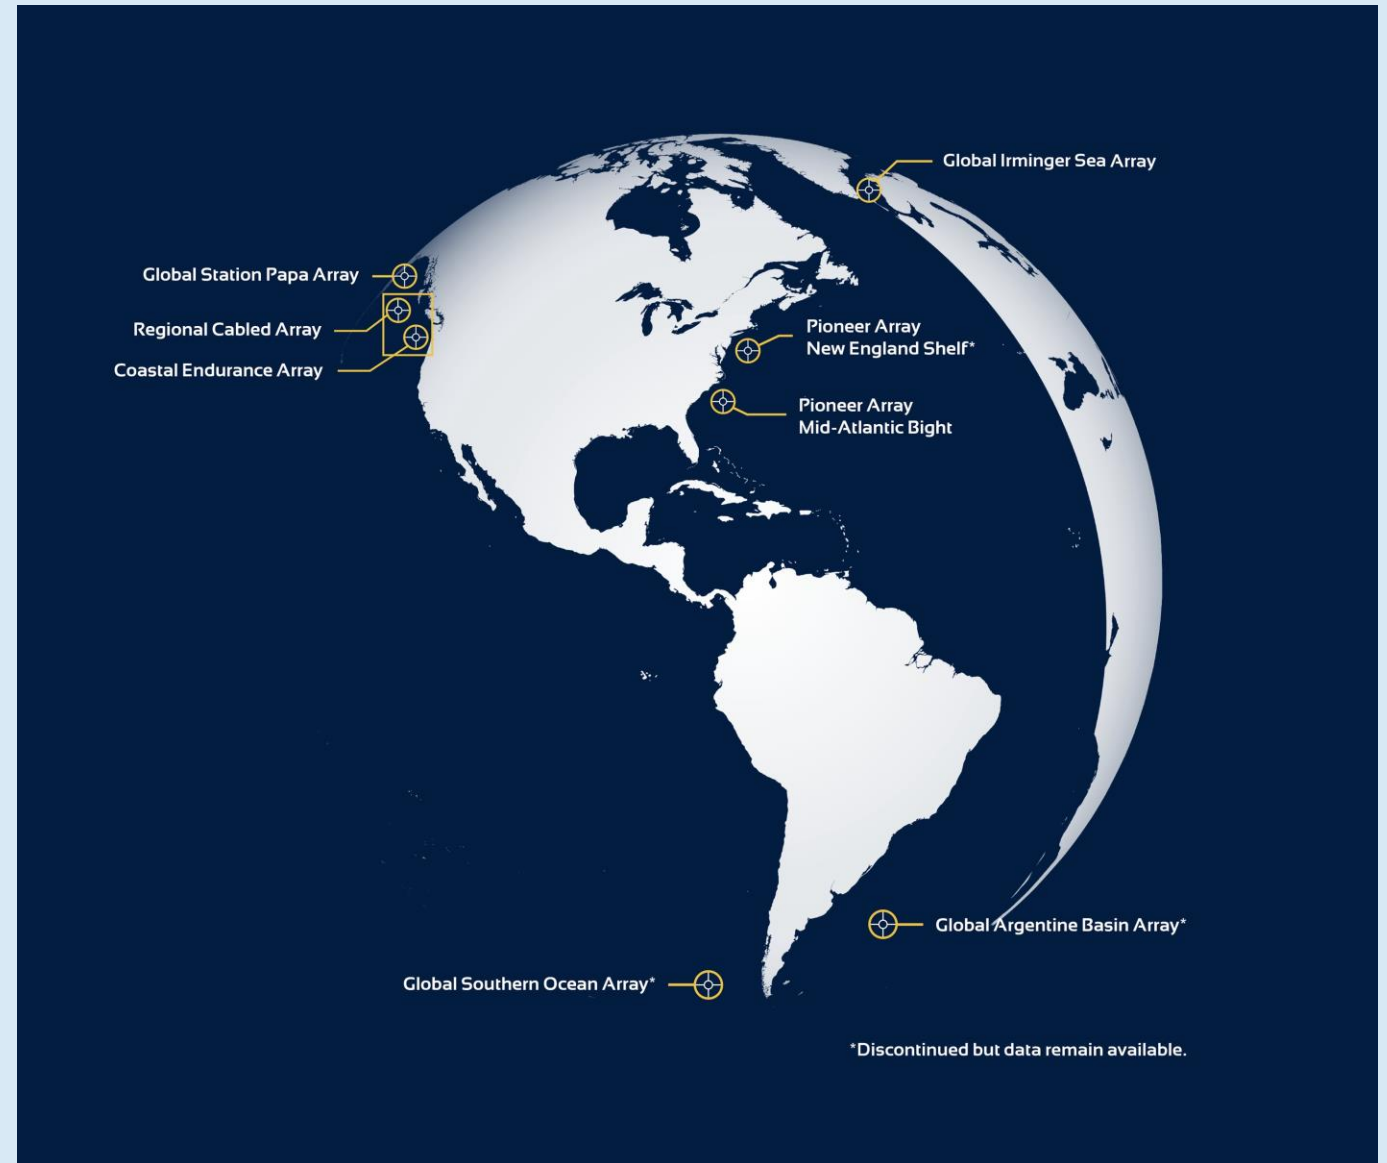 Global Irminger Sea Array
Global Station Papa Array
Regional Cabled Array
Coastal Endurance Array
Pioneer Array
New England Shelf*
Pioneer Array
Mid-Atlantic Bight
Global Argentine Basin Array*
Global Southern Ocean Array*
*Discontinued but data remain available.